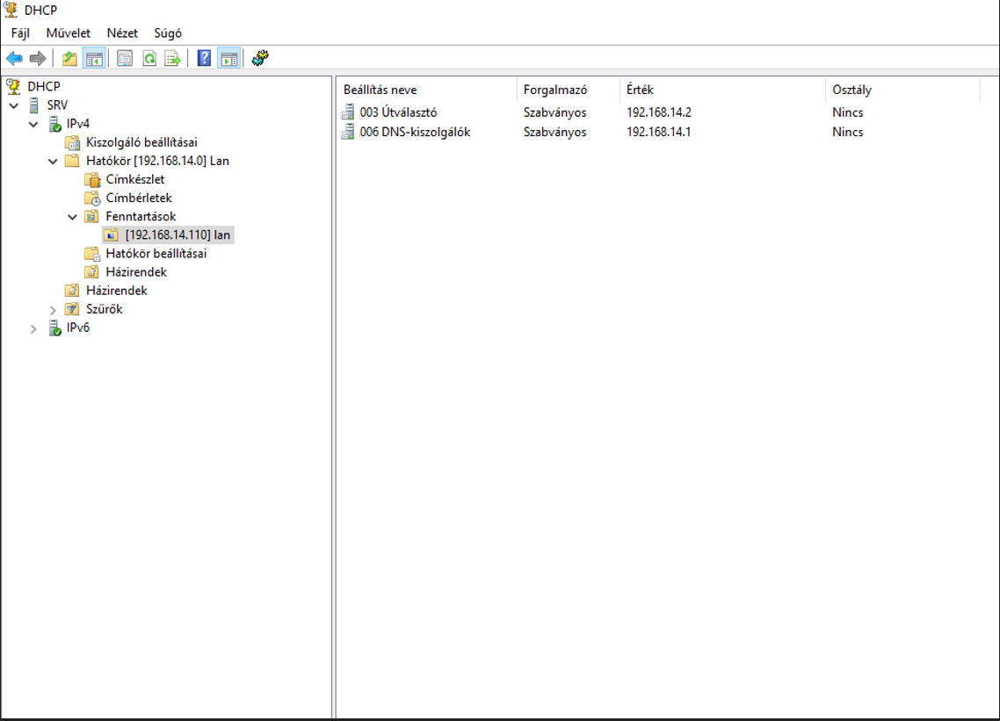 DHCP
Fájl Művelet Nézet Súgó
DHCP
SRV
IPv4
Kiszolgáló beállításai
Hatókör [192.168.14.0] Lan
Címkészlet
Címbérletek
Fenntartások
[192.168.14.110] lan
Hatókör beállításai
Házirendek
Házirendek
Szűrők
IPv6
Beállítás neve Forgalmazó Érték Osztály
003 Útválasztó Szabványos 192.168.14.2 Nincs
006 DNS-kiszolgálók Szabványos 192.168.14.1 Nincs